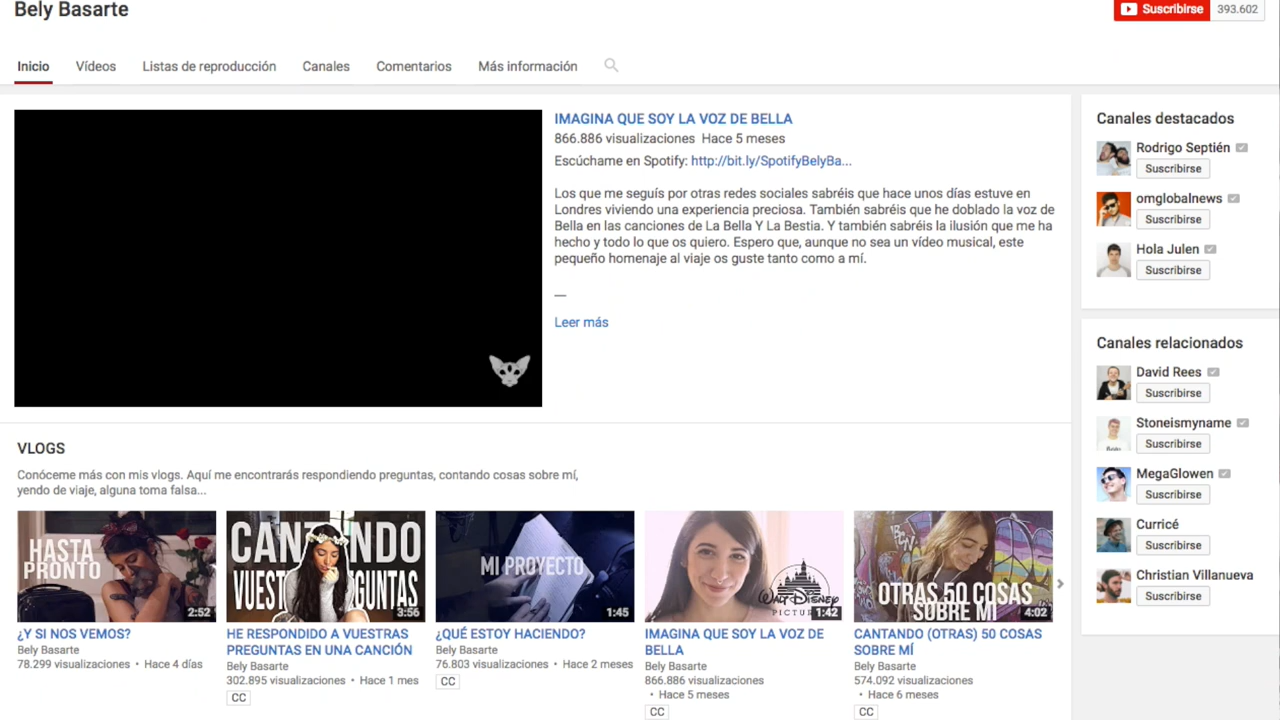 Bely Basarte
Suscribirse 393.602
Inicio Vídeos Listas de reproducción Canales Comentarios Más información
IMAGINA QUE SOY LA VOZ DE BELLA
866.886 visualizaciones Hace 5 meses
Escúchame en Spotify: http://bit.ly/SpotifyBelyBa...
Los que me seguís por otras redes sociales sabréis que hace unos días estuve en
Londres viviendo una experiencia preciosa. También sabréis que he doblado la voz de
Bella en las canciones de La Bella Y La Bestia. Y también sabréis la ilusión que me ha
hecho y todo lo que os quiero. Espero que, aunque no sea un vídeo musical, este
pequeño homenaje al viaje os guste tanto como a mí.
—
Leer más
VLOGS
Conóceme más con mis vlogs. Aquí me encontrarás respondiendo preguntas, contando cosas sobre mí,
yendo de viaje, alguna toma falsa...
HASTA
PRONTO
2:52
¿Y SI NOS VEMOS?
Bely Basarte
78.299 visualizaciones • Hace 4 días
CANTANDO
VUESTRAS PREGUNTAS
3:56
HE RESPONDIDO A VUESTRAS
PREGUNTAS EN UNA CANCIÓN
Bely Basarte
302.895 visualizaciones • Hace 1 mes
CC
MI PROYECTO
1:45
¿QUÉ ESTOY HACIENDO?
Bely Basarte
76.803 visualizaciones • Hace 2 meses
CC
WALT DISNEY
PICTURES
1:42
IMAGINA QUE SOY LA VOZ DE
BELLA
Bely Basarte
866.886 visualizaciones
• Hace 5 meses
CC
OTRAS 50 COSAS
SOBRE MI
4:02
CANTANDO (OTRAS) 50 COSAS
SOBRE MÍ
Bely Basarte
574.092 visualizaciones
• Hace 6 meses
CC
Canales destacados
Rodrigo Septién
Suscribirse
omglobalnews
Suscribirse
Hola Julen
Suscribirse
Canales relacionados
David Rees
Suscribirse
Stoneismyname
Suscribirse
MegaGlowen
Suscribirse
Curricé
Suscribirse
Christian Villanueva
Suscribirse